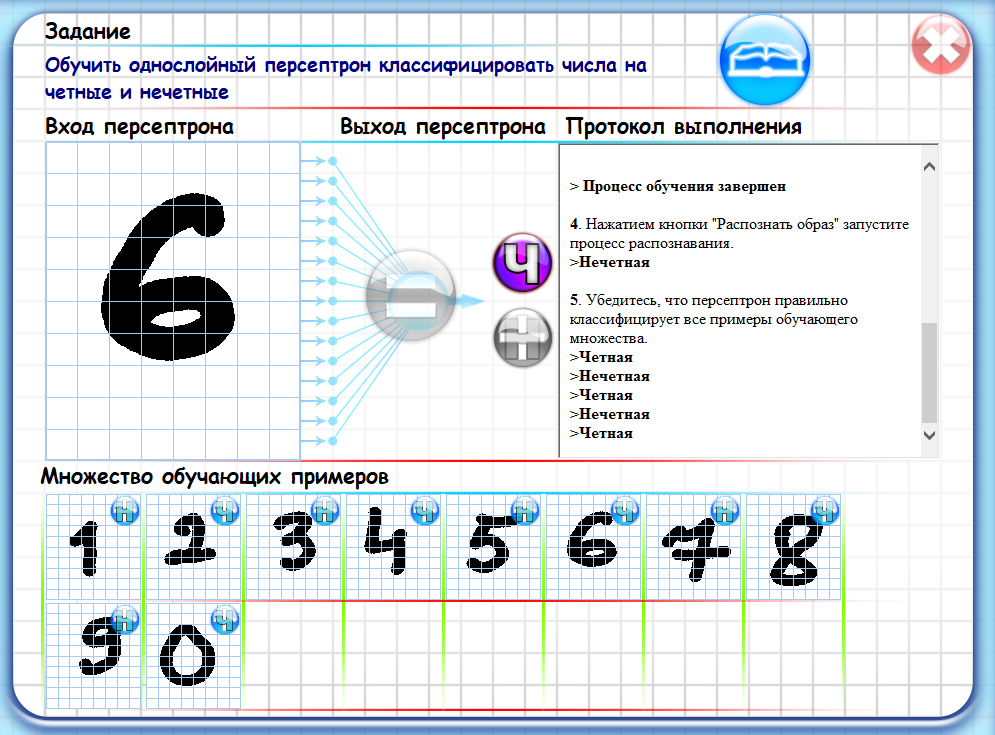 Задание
Обучить однослойный персептрон классифицировать числа на
четные и нечетные
Вход персептрона
Выход персептрона
Протокол выполнения
6
Ч
Н
> Процесс обучения завершен
4. Нажатием кнопки "Распознать образ" запустите
процесс распознавания.
>Нечетная
5. Убедитесь, что персептрон правильно
классифицирует все примеры обучающего
множества.
>Четная
>Нечетная
>Четная
>Нечетная
>Четная
Множество обучающих примеров
1 Н 2 Ч 3 Н 4 Ч 5 Н 6 Ч 7 Н 8 Ч
9 Н 0 Ч